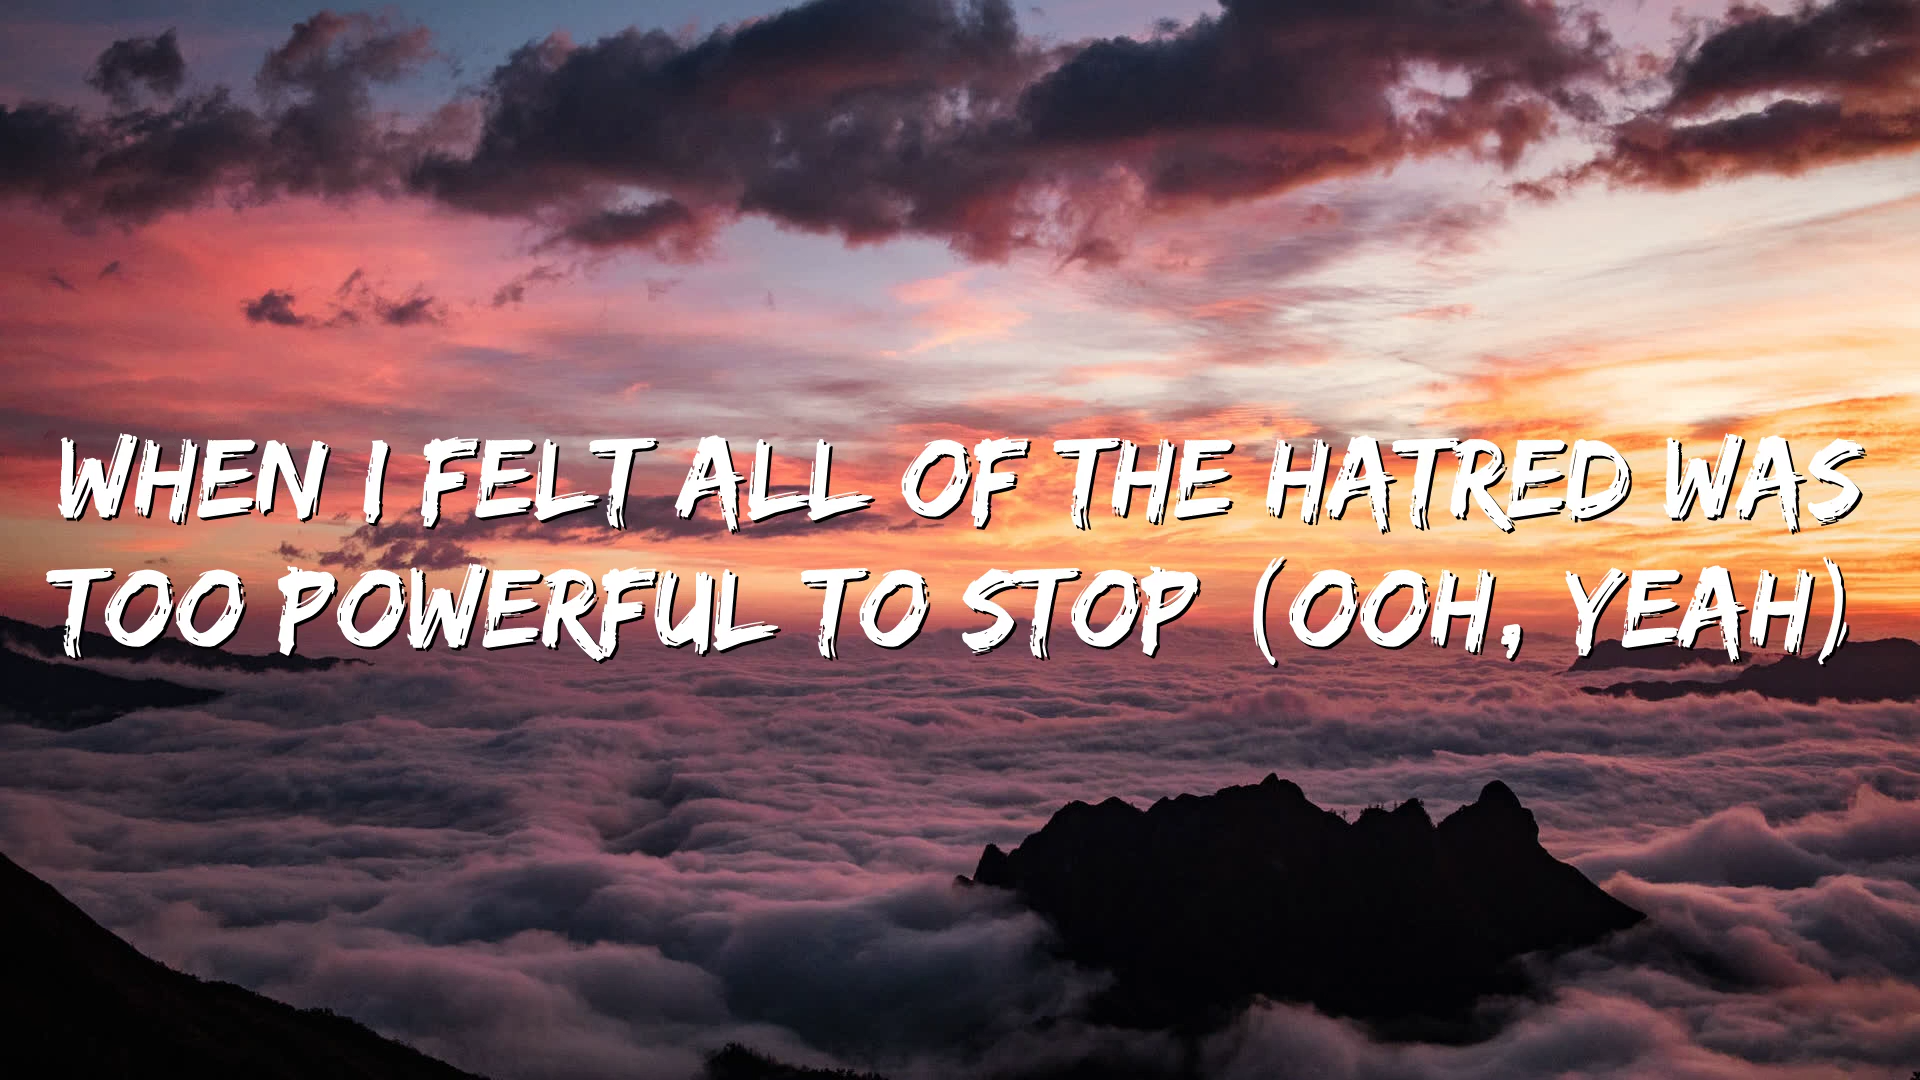 WHEN I FELT ALL OF THE HATRED WAS
TOO POWERFUL TO STOP (OOH, YEAH)